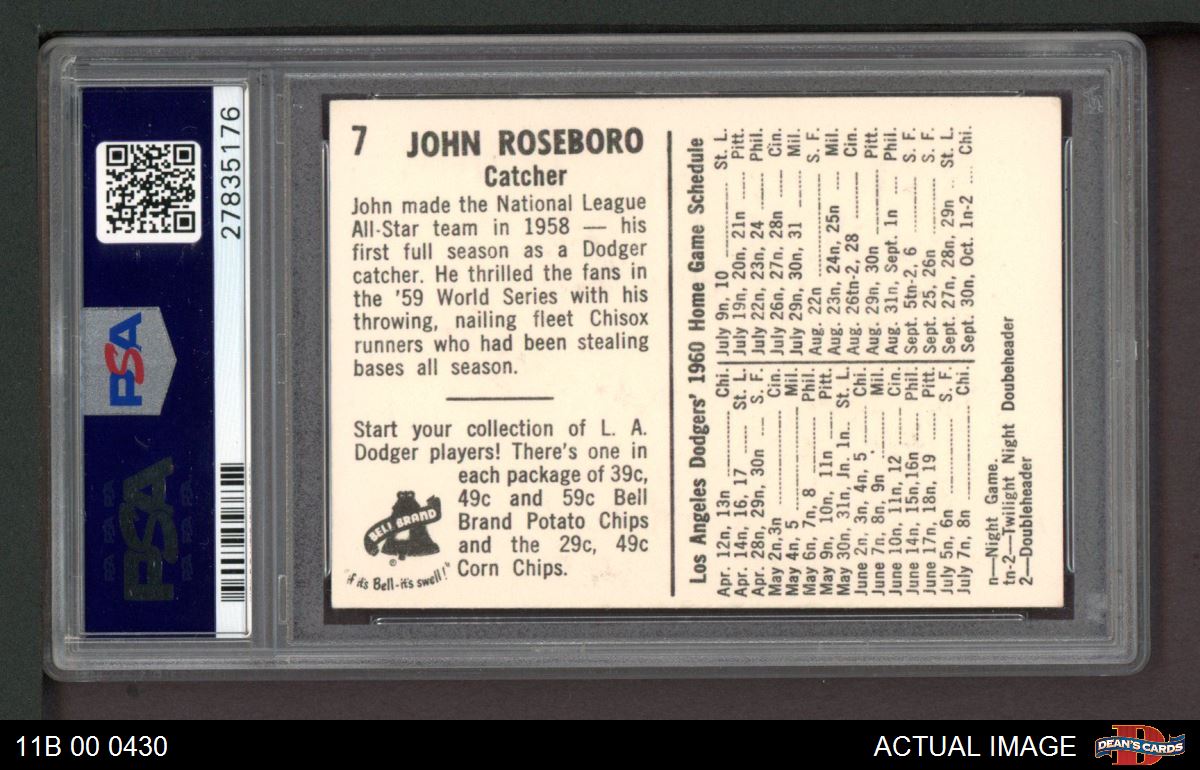 27835176
PSA
PSA
7 JOHN ROSEBORO
Catcher
John made the National League
All-Star team in 1958 — his
first full season as a Dodger
catcher. He thrilled the fans in
the '59 World Series with his
throwing, nailing fleet Chisox
runners who had been stealing
bases all season.
Start your collection of L. A.
Dodger players! There's one in
each package of 39c,
49c and 59c Bell
Brand Potato Chips
and the 29c, 49c
Corn Chips.
BELL BRAND
®
"if it's Bell-it's swell!"
Los Angeles Dodgers' 1960 Home Game Schedule
Apr. 12n, 13n Chi.
Apr. 14n, 16, 17 St. L.
Apr. 28n, 29n, 30n S. F.
May 2n, 3n Cin.
May 4n, 5 Mil.
May 6n, 7n, 8 Phil.
May 9n, 10n, 11n Pitt.
May 30n, 31n, Jn. 1n St. L.
June 2n, 3n, 4n, 5 Chi.
June 7n, 8n, 9n Mil.
June 10n, 11n, 12 Cin.
June 14n, 15n, 16n Phil.
June 17n, 18n, 19 Pitt.
July 5n, 6n S. F.
July 7n, 8n Chi.
July 9n, 10 St. L.
July 19n, 20n, 21n Pitt.
July 22n, 23n, 24 Phil.
July 26n, 27n, 28n Cin.
July 29n, 30n, 31 Mil.
Aug. 22n S. F.
Aug. 23n, 24n, 25n Mil.
Aug. 26tn-2, 28 Cin.
Aug. 29n, 30n Pitt.
Aug. 31n, Sept. 1n Phil.
Sept. 5tn-2, 6 S. F.
Sept. 25, 26n S. F.
Sept. 27n, 28n, 29n St. L.
Sept. 30n, Oct. 1n-2 Chi.
n—Night Game.
tn-2—Twilight Night Doubeheader
2—Doubleheader
11B 00 0430
ACTUAL IMAGE
D
DEAN'S CARDS